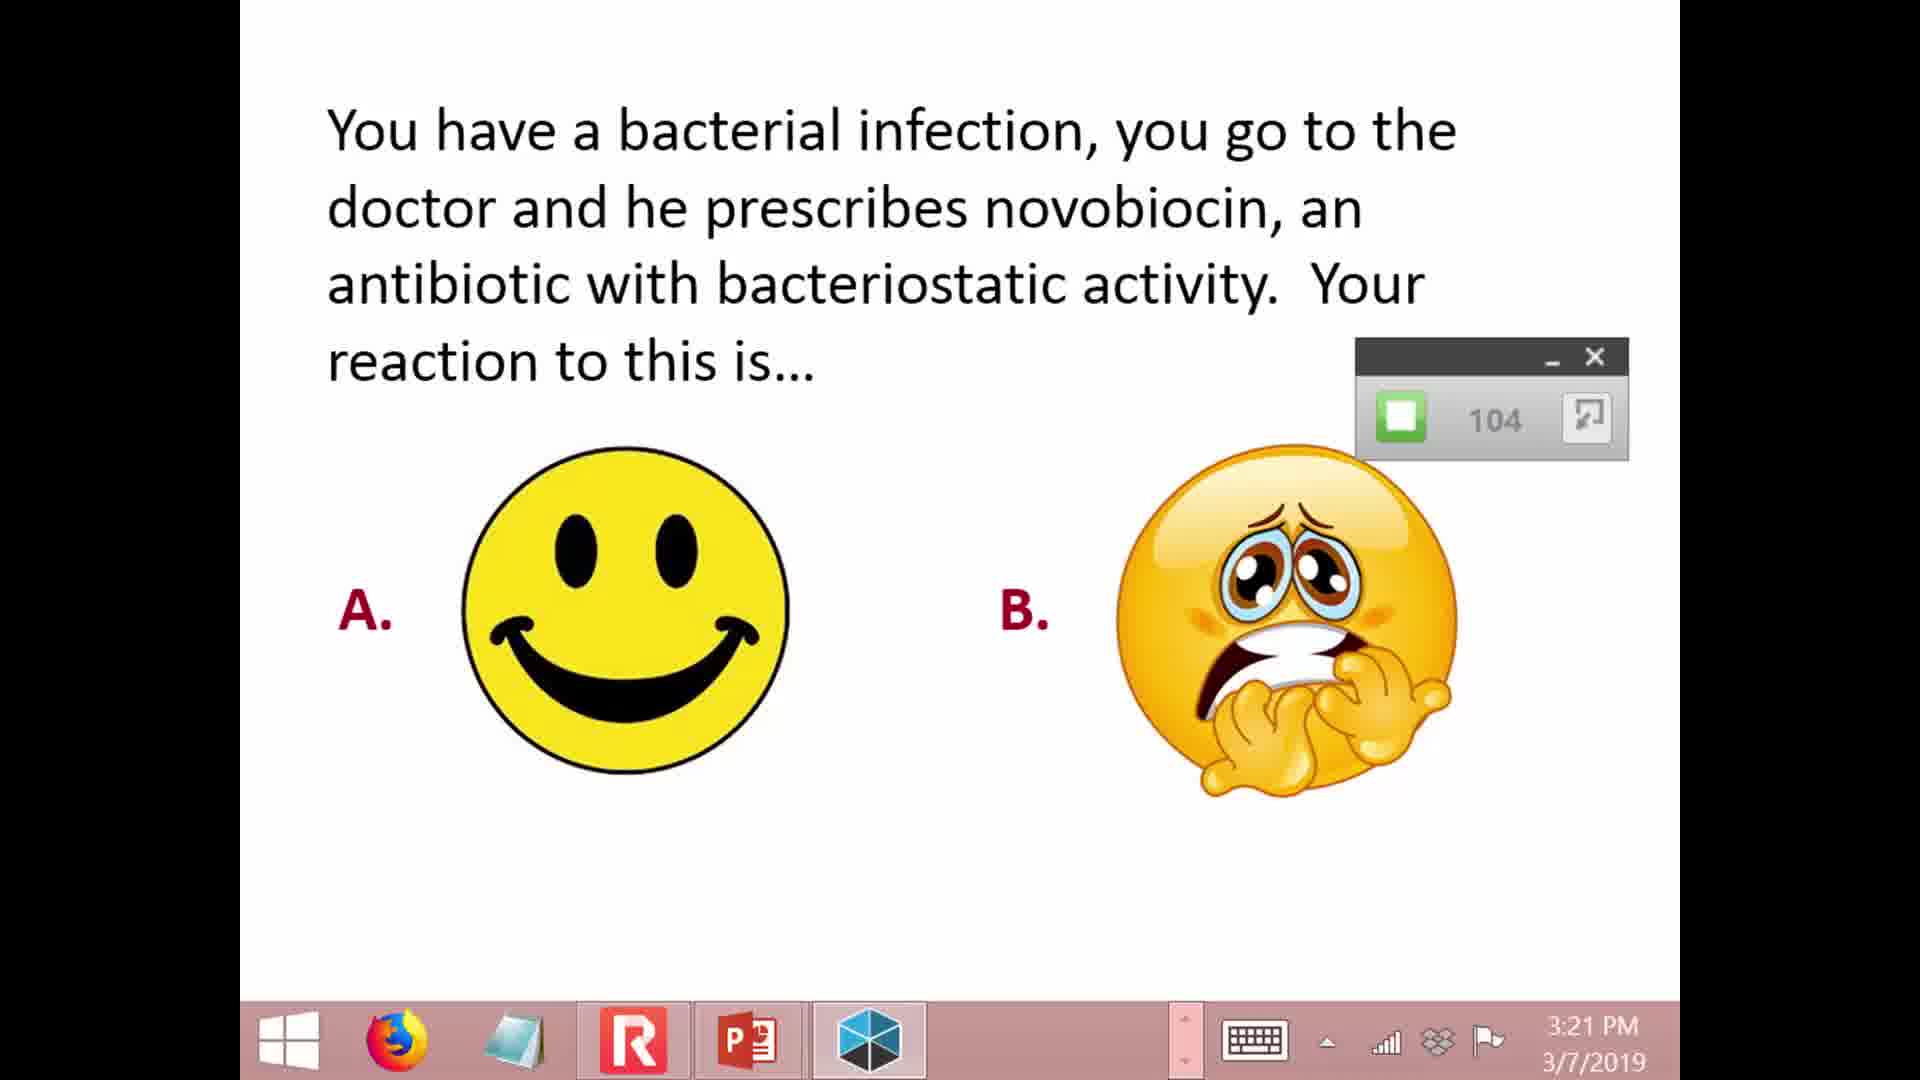 You have a bacterial infection, you go to the
doctor and he prescribes novobiocin, an
antibiotic with bacteriostatic activity.  Your
reaction to this is...
104
A.
B.
R
P
3:21 PM
3/7/2019